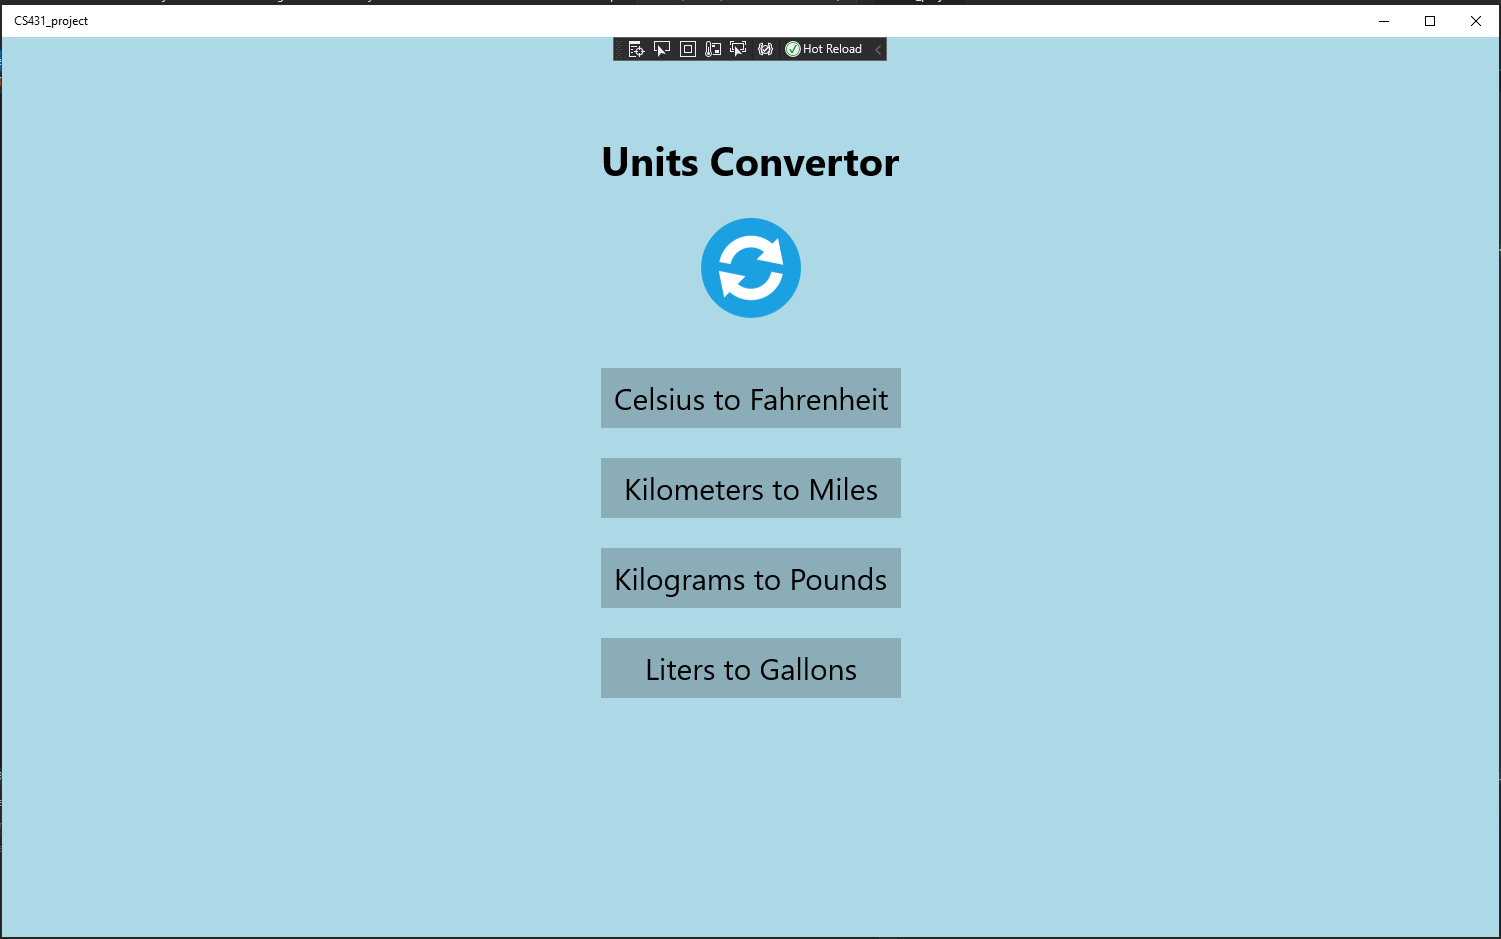 CS431_project
Hot Reload
Units Convertor
Celsius to Fahrenheit
Kilometers to Miles
Kilograms to Pounds
Liters to Gallons